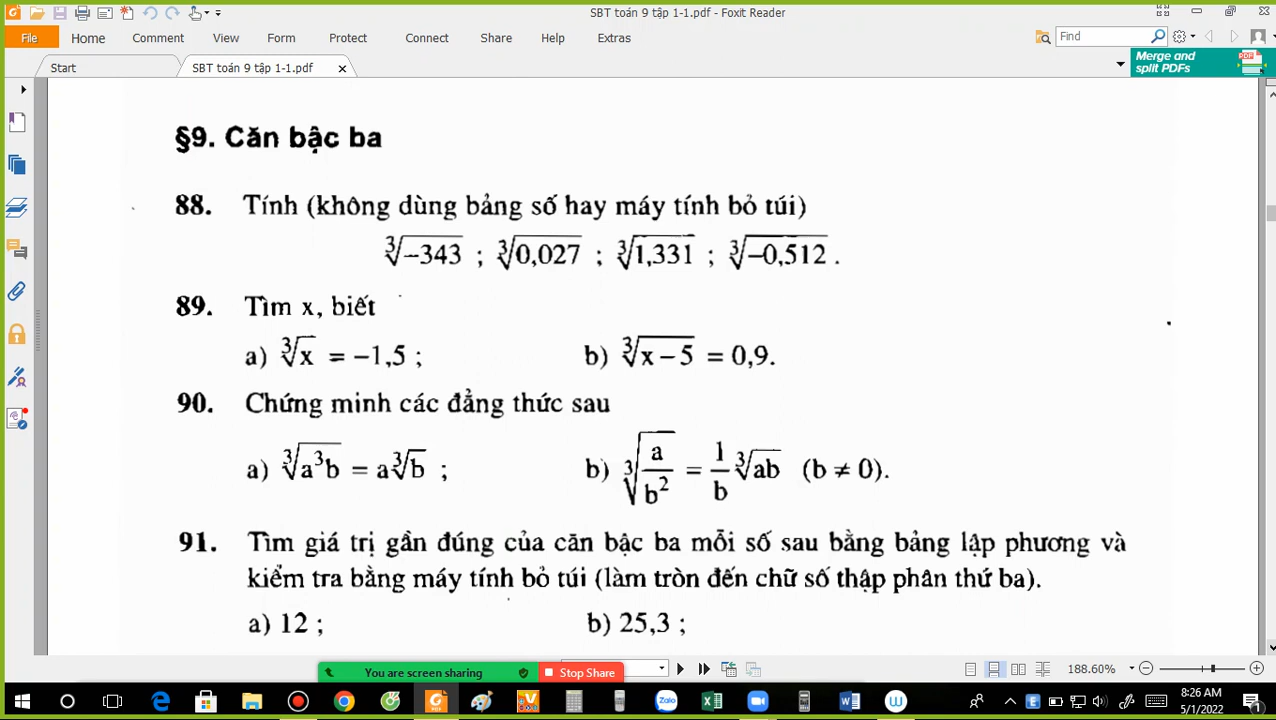 SBT toán 9 tập 1-1.pdf - Foxit Reader
File Home Comment View Form Protect Connect Share Help Extras Find
Start SBT toán 9 tập 1-1.pdf Merge and
split PDFs
§9. Căn bậc ba
88. Tính (không dùng bảng số hay máy tính bỏ túi)
∛−343 ; ∛0,027 ; ∛1,331 ; ∛−0,512 .
89. Tìm x, biết
a) ∛x = −1,5 ; b) ∛(x − 5) = 0,9.
90. Chứng minh các đẳng thức sau
a) ∛(a³b) = a∛b ; b) ∛(a/b²) = 1/b ∛(ab) (b ≠ 0).
91. Tìm giá trị gần đúng của căn bậc ba mỗi số sau bằng bảng lập phương và
kiểm tra bằng máy tính bỏ túi (làm tròn đến chữ số thập phân thứ ba).
a) 12 ; b) 25,3 ;
You are screen sharing Stop Share 188.60%
Zalo 8:26 AM
5/1/2022